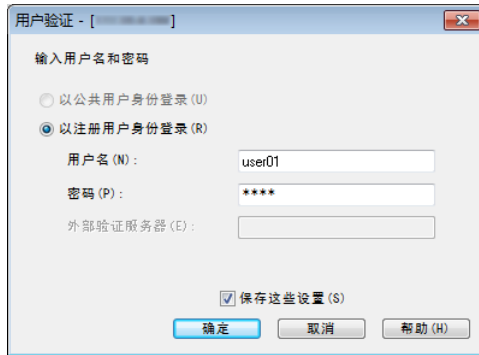 用户验证 - [ ]
输入用户名和密码
以公共用户身份登录(U)
以注册用户身份登录(R)
用户名(N): user01
密码(P): ****
外部验证服务器(E):
保存这些设置(S)
确定 取消 帮助(H)